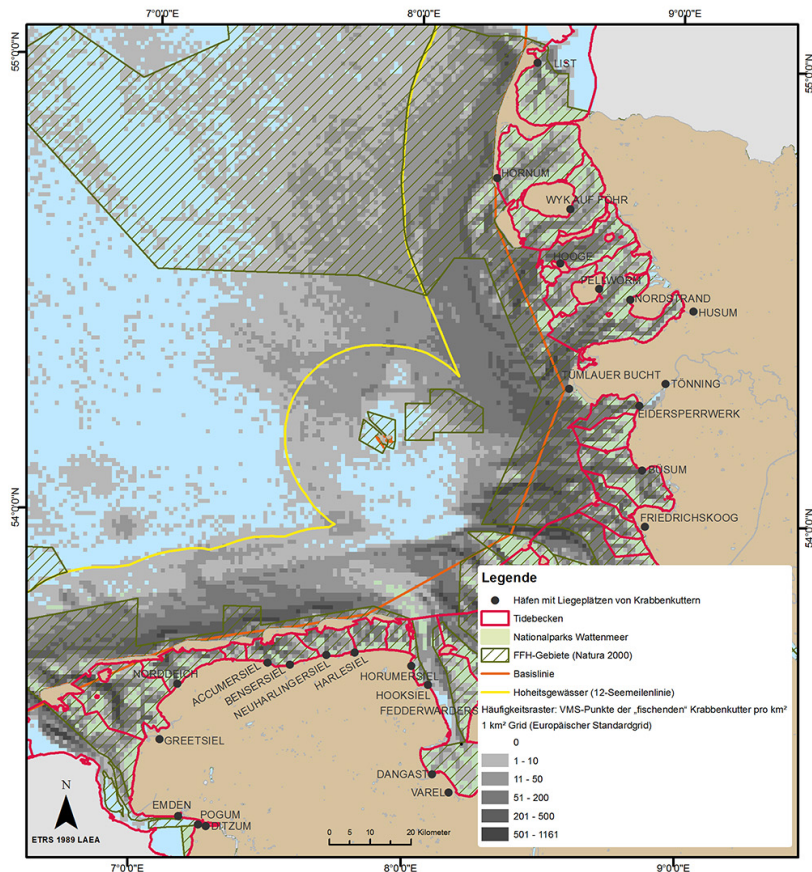 7°0'0"E
8°0'0"E
9°0'0"E
55°0'0"N
55°0'0"N
LIST
HÖRNUM
WYK AUF FÖHR
HOOGE
PELLWORM
NORDSTRAND
HUSUM
TÜMLAUER BUCHT
TÖNNING
EIDERSPERRWERK
BÜSUM
54°0'0"N
54°0'0"N
FRIEDRICHSKOOG
NORDDEICH
ACCUMERSIEL
BENSERSIEL
NEUHARLINGERSIEL
HARLESIEL
HORUMERSIEL
HOOKSIEL
FEDDERWARDERS
GREETSIEL
DANGAST
VAREL
EMDEN
POGUM
DITZUM
N
ETRS 1989 LAEA
0 5 10 20 Kilometer
Legende
Häfen mit Liegeplätzen von Krabbenkuttern
Tidebecken
Nationalparks Wattenmeer
FFH-Gebiete (Natura 2000)
Basislinie
Hoheitsgewässer (12-Seemeilenlinie)
Häufigkeitsraster: VMS-Punkte der „fischenden" Krabbenkutter pro km²
1 km² Grid (Europäischer Standardgrid)
0
1 - 10
11 - 50
51 - 200
201 - 500
501 - 1161
7°0'0"E
8°0'0"E
9°0'0"E